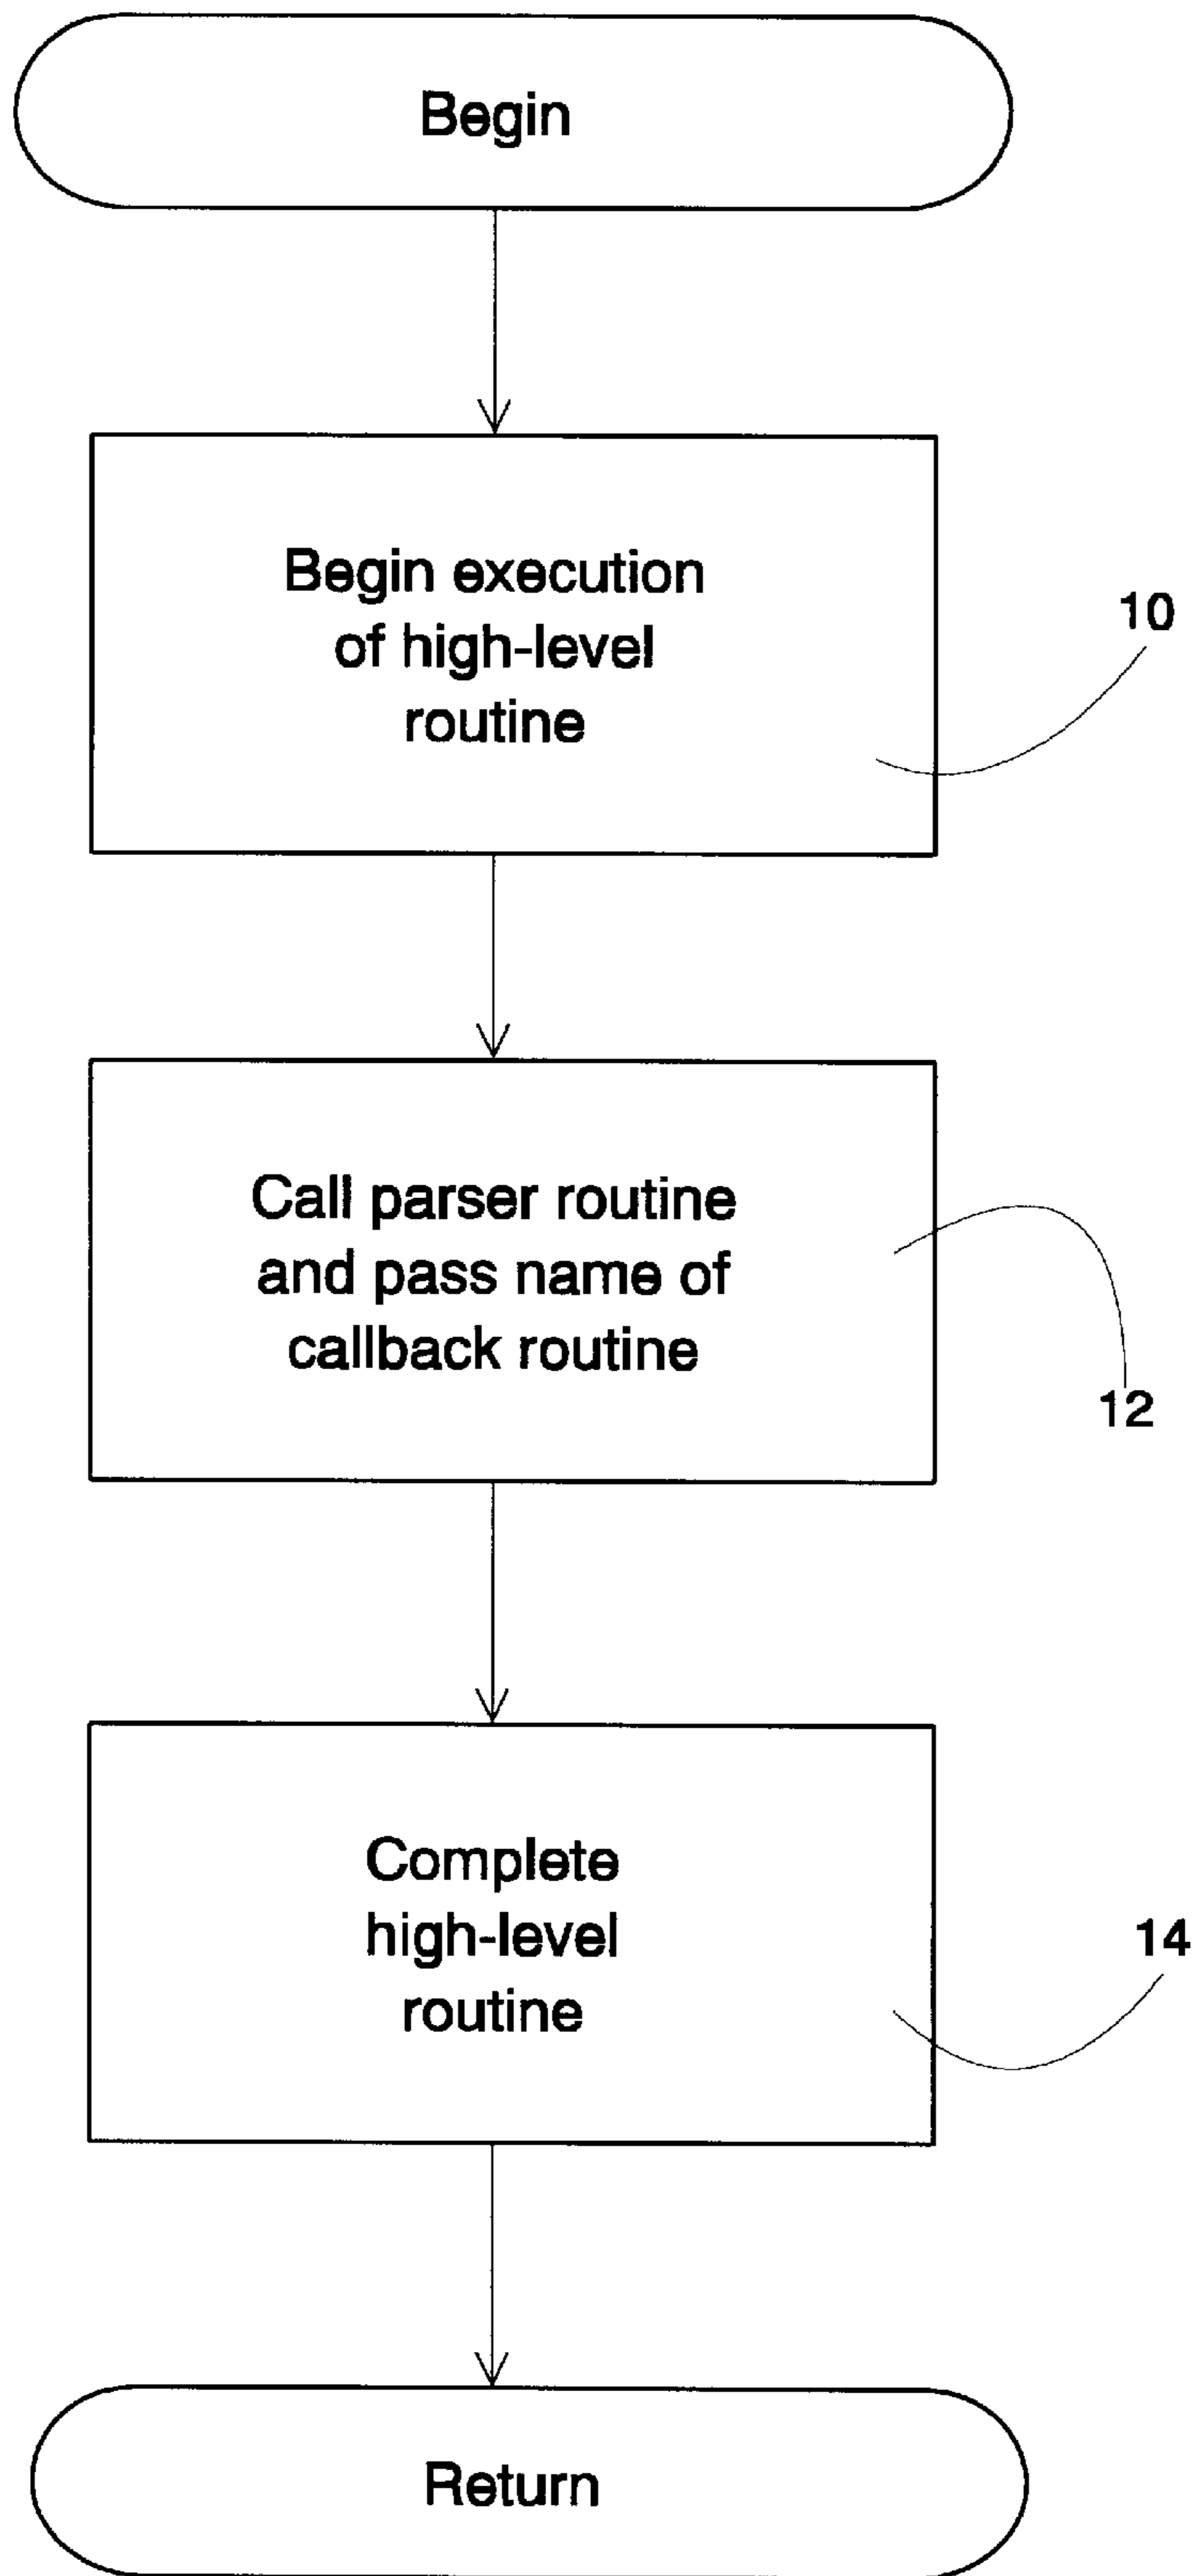 Begin
Begin execution
of high-level
routine
10
Call parser routine
and pass name of
callback routine
12
Complete
high-level
routine
14
Return